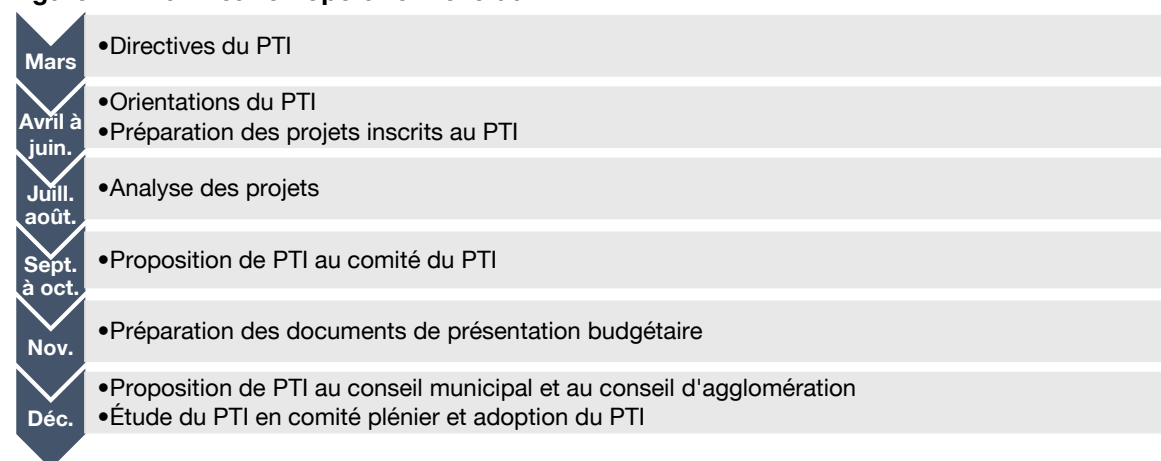 Mars
•Directives du PTI
Avril à
juin.
•Orientations du PTI
•Préparation des projets inscrits au PTI
Juill.
août.
•Analyse des projets
Sept.
à oct.
•Proposition de PTI au comité du PTI
Nov.
•Préparation des documents de présentation budgétaire
Déc.
•Proposition de PTI au conseil municipal et au conseil d'agglomération
•Étude du PTI en comité plénier et adoption du PTI